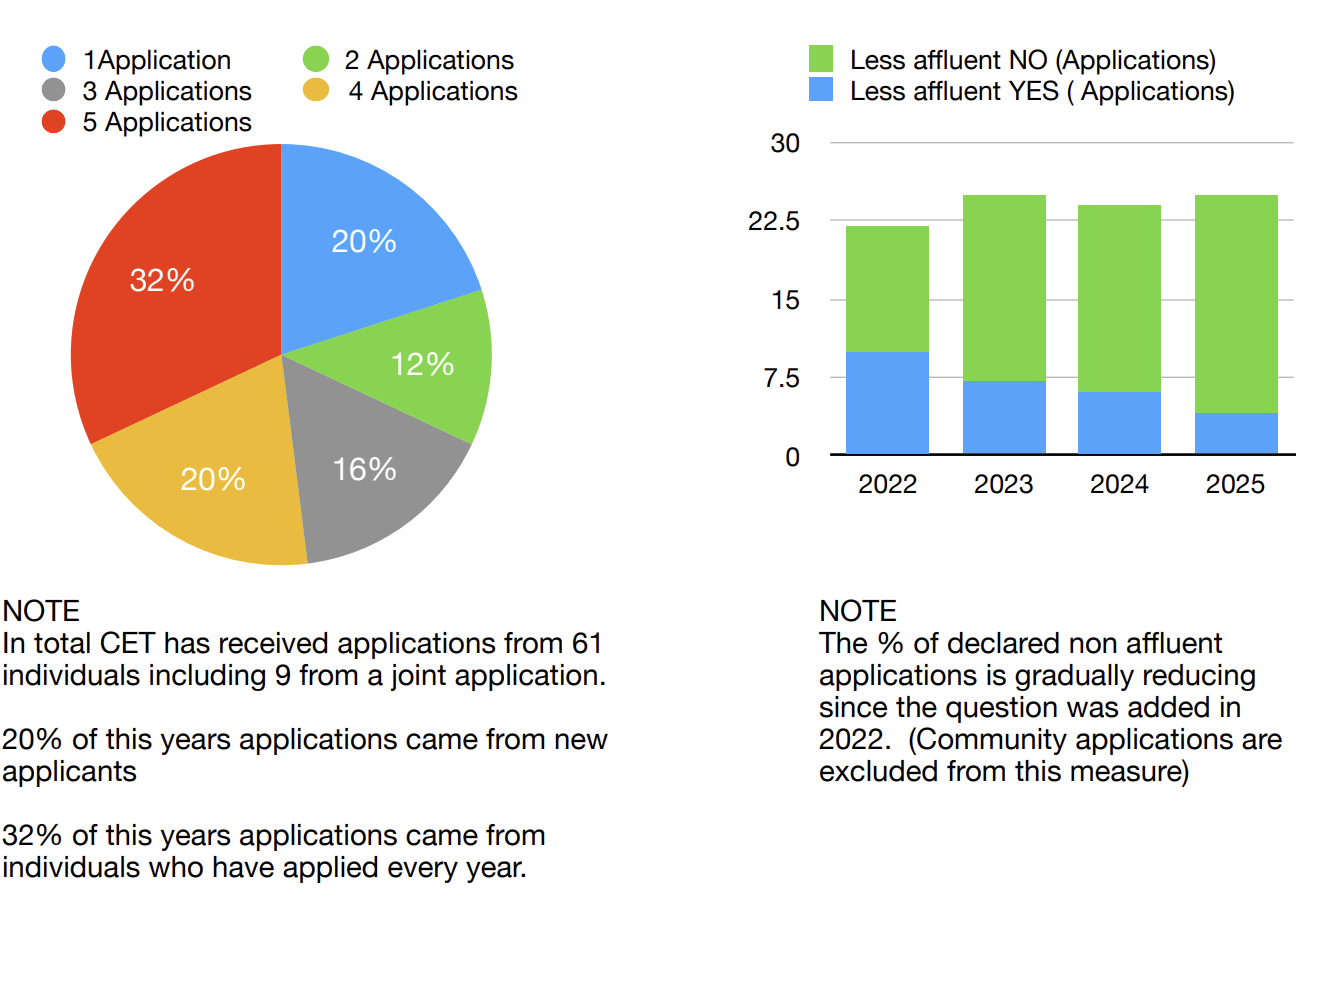 1Application
2 Applications
3 Applications
4 Applications
5 Applications
20%
32%
12%
16%
20%
NOTE
In total CET has received applications from 61
individuals including 9 from a joint application.
20% of this years applications came from new
applicants
32% of this years applications came from
individuals who have applied every year.
Less affluent NO (Applications)
Less affluent YES ( Applications)
30
22.5
15
7.5
0
2022
2023
2024
2025
NOTE
The % of declared non affluent
applications is gradually reducing
since the question was added in
2022.  (Community applications are
excluded from this measure)